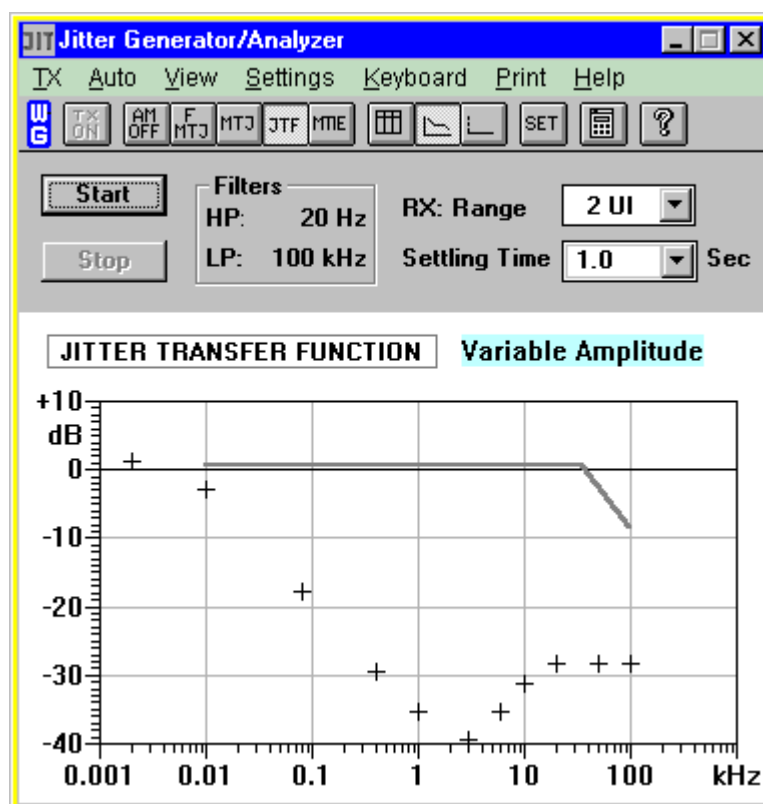 JIT Jitter Generator/Analyzer
TX Auto View Settings Keyboard Print Help
WG TX ON AM OFF F MTJ MTJ JTF MTIE SET ?
Start
Stop
Filters
HP: 20 Hz
LP: 100 kHz
RX: Range 2 UI
Settling Time 1.0 Sec
JITTER TRANSFER FUNCTION Variable Amplitude
+10
dB
0
-10
-20
-30
-40
0.001 0.01 0.1 1 10 100 kHz